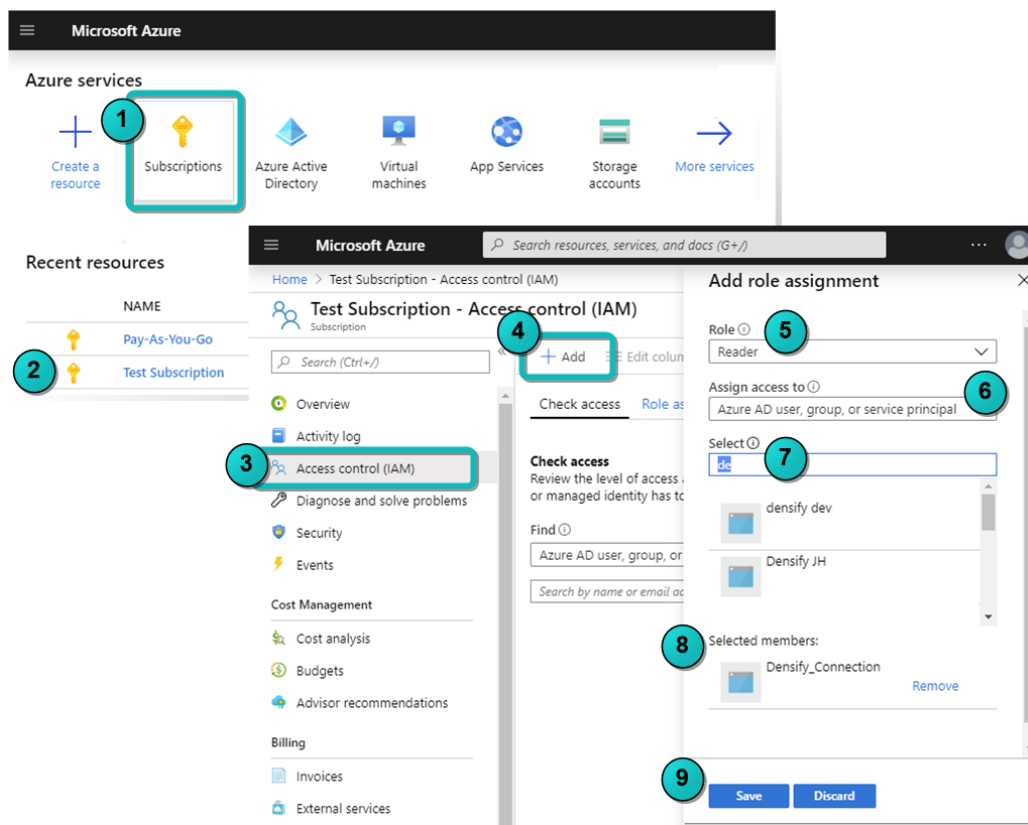 Microsoft Azure
Azure services
1
Create a
resource
Subscriptions
Azure Active
Directory
Virtual
machines
App Services
Storage
accounts
More services
Recent resources
NAME
Pay-As-You-Go
2
Test Subscription
Microsoft Azure
Search resources, services, and docs (G+/)
Home > Test Subscription - Access control (IAM)
Test Subscription - Access control (IAM)
Subscription
Search (Ctrl+/)
Overview
Activity log
3
Access control (IAM)
Diagnose and solve problems
Security
Events
Cost Management
Cost analysis
Budgets
Advisor recommendations
Billing
Invoices
External services
4
+ Add
Edit colum
Check access
Role as
Check access
Review the level of access
or managed identity has to
Find
Azure AD user, group, or
Search by name or email ad
Add role assignment
Role
5
Reader
Assign access to
6
Azure AD user, group, or service principal
Select
7
de
densify dev
Densify JH
8
Selected members:
Densify_Connection
Remove
9
Save
Discard